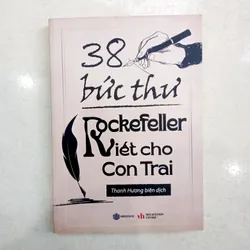 38
bức thư
Rockefeller
Viết cho
Con Trai
Thanh Hương biên dịch